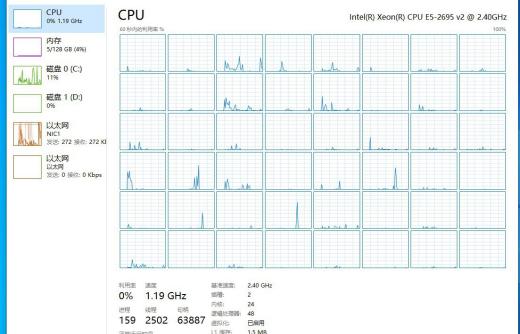 CPU
0% 1.19 GHz
内存
5/128 GB (4%)
磁盘 0 (C:)
11%
磁盘 1 (D:)
0%
以太网
NIC1
发送: 272 接收: 272 Kl
以太网
以太网
发送: 0 接收: 0 Kbps
CPU
Intel(R) Xeon(R) CPU E5-2695 v2 @ 2.40GHz
60 秒内的利用率 %
100%
利用率 速度
0% 1.19 GHz
进程 线程 句柄
159 2502 63887
基准速度: 2.40 GHz
插槽: 2
内核: 24
逻辑处理器: 48
虚拟化: 已启用
L1 缓存: 1.5 MB